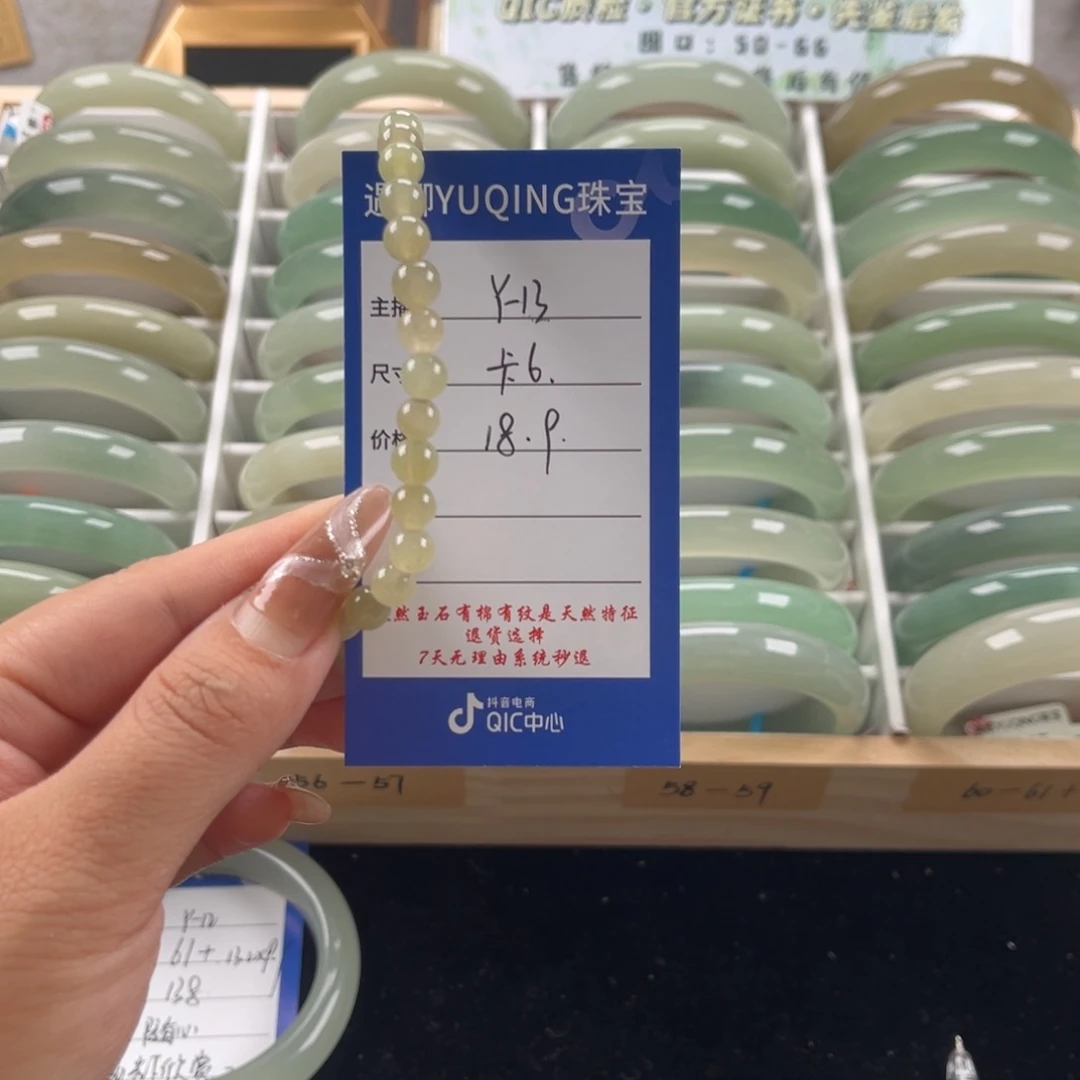 QIC质检·官方证书·先鉴后发
圈口：50-66
YUQING珠宝
主播 Y-13
尺寸 卡6.
价格 18.9.
然玉石有棉有纹是天然特征
退货选择
7天无理由系统秒退
抖音电商
QIC中心
56-57
58-59
60-61+
Y-12
61+
138